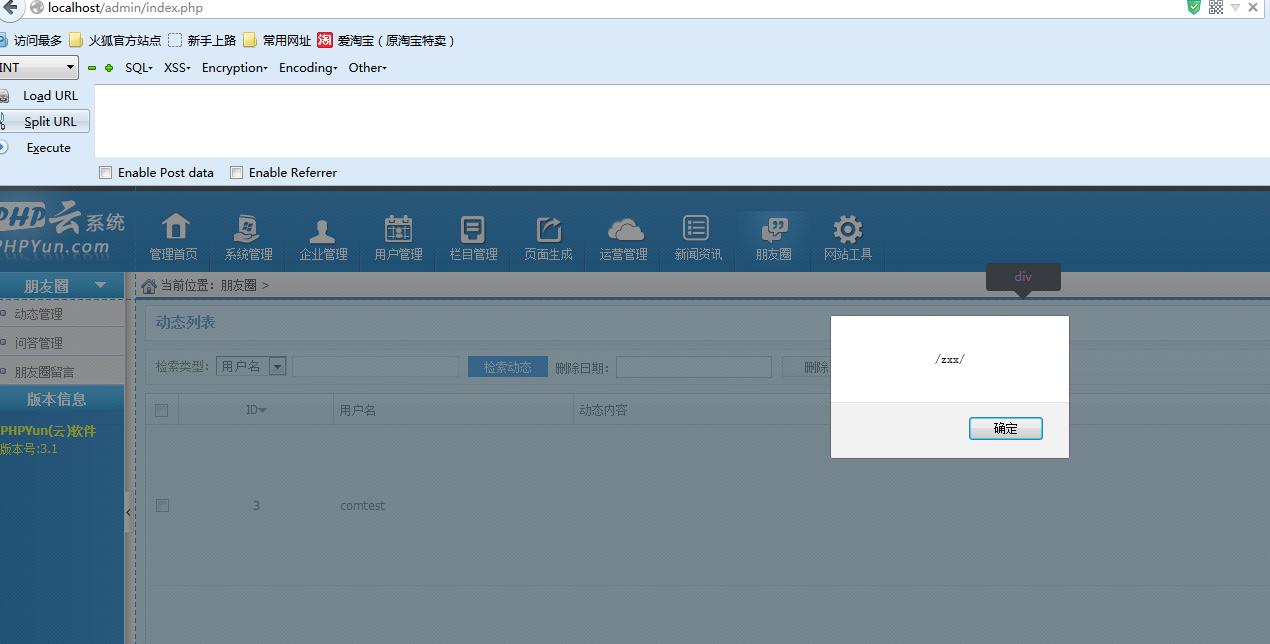 localhost/admin/index.php
访问最多 火狐官方站点 新手上路 常用网址 淘 爱淘宝（原淘宝特卖）
INT SQL XSS Encryption Encoding Other
Load URL
Split URL
Execute
Enable Post data Enable Referrer
PHP云系统
PHPYun.com
管理首页 系统管理 企业管理 用户管理 栏目管理 页面生成 运营管理 新闻资讯 朋友圈 网站工具
朋友圈
动态管理
问答管理
朋友圈留言
版本信息
PHPYun(云)软件
版本号:3.1
当前位置：朋友圈 >
div
动态列表
检索类型: 用户名 检索动态 删除日期: 删除
ID 用户名 动态内容
3 comtest
/zxx/
确定